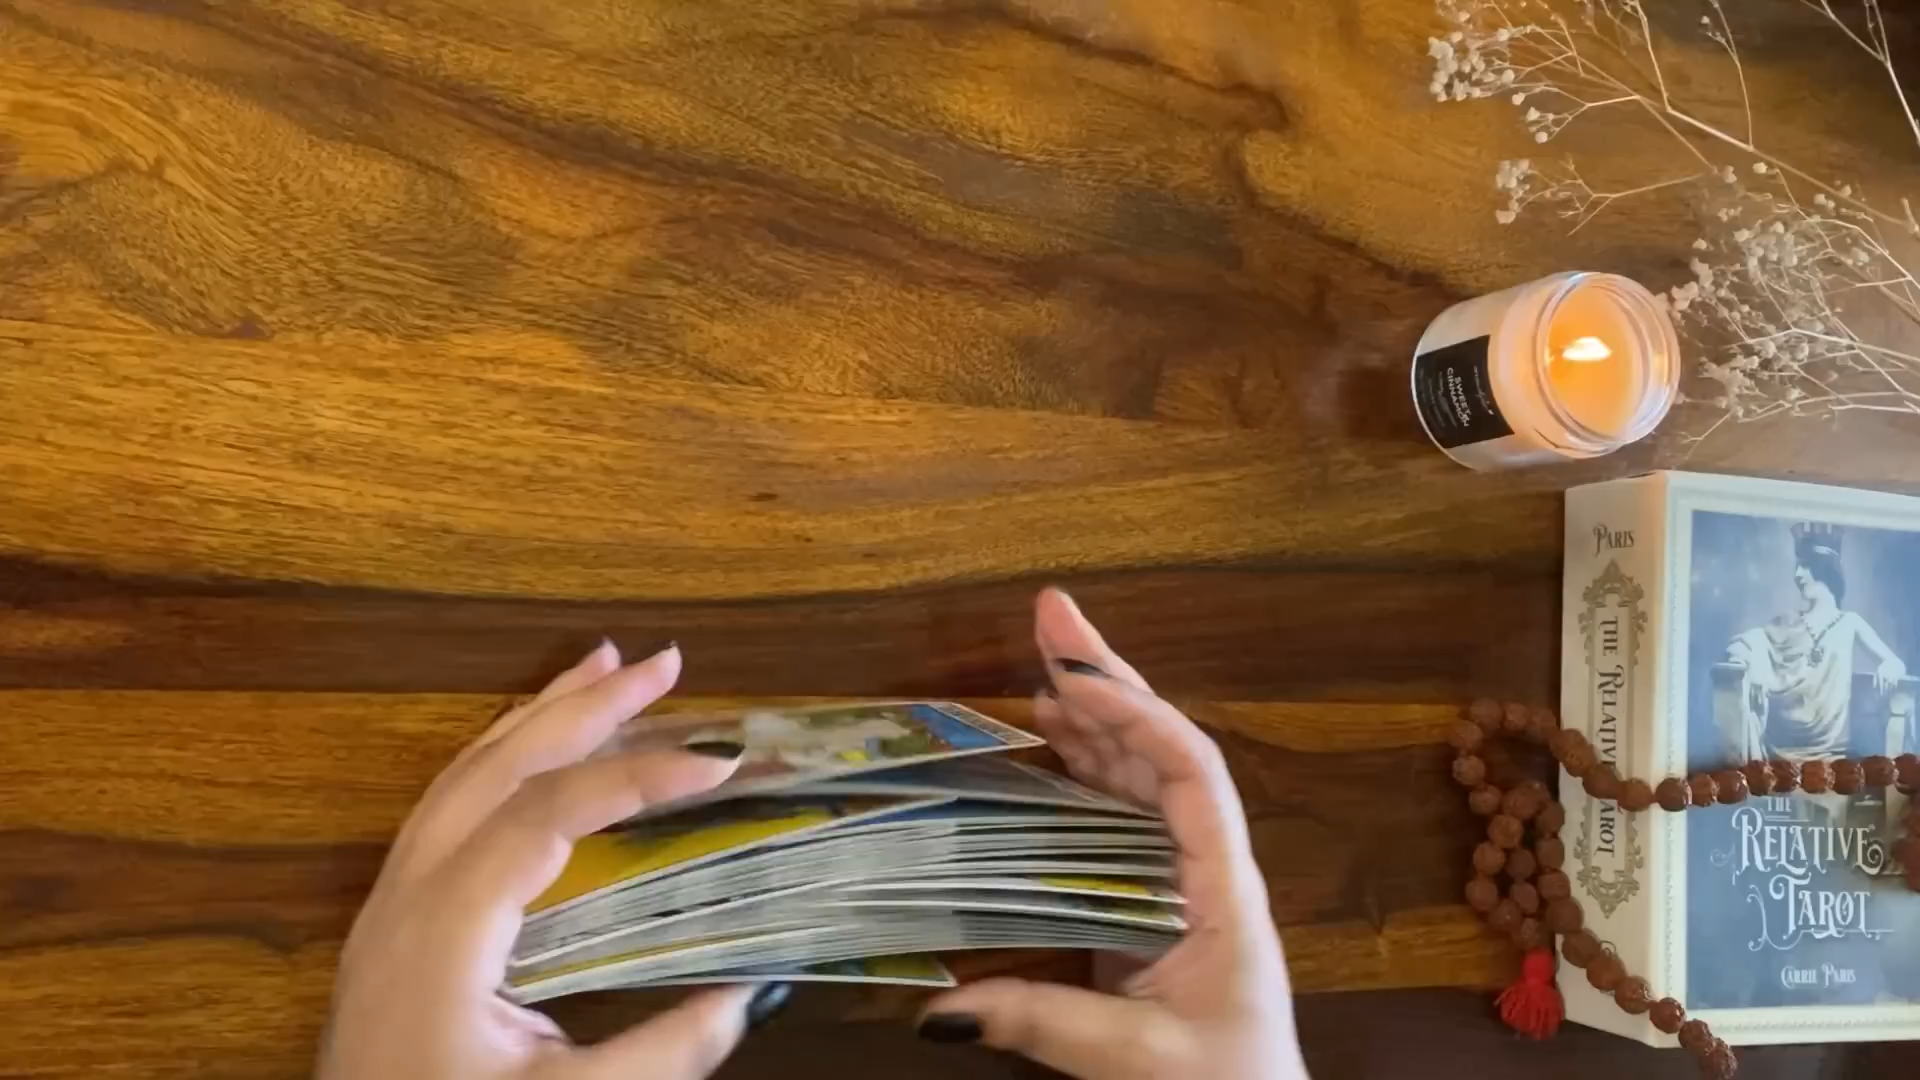 SWEET
CINNAMON
PARIS
THE RELATIVE TAROT
THE
RELATIVE
TAROT
CARRIE PARIS